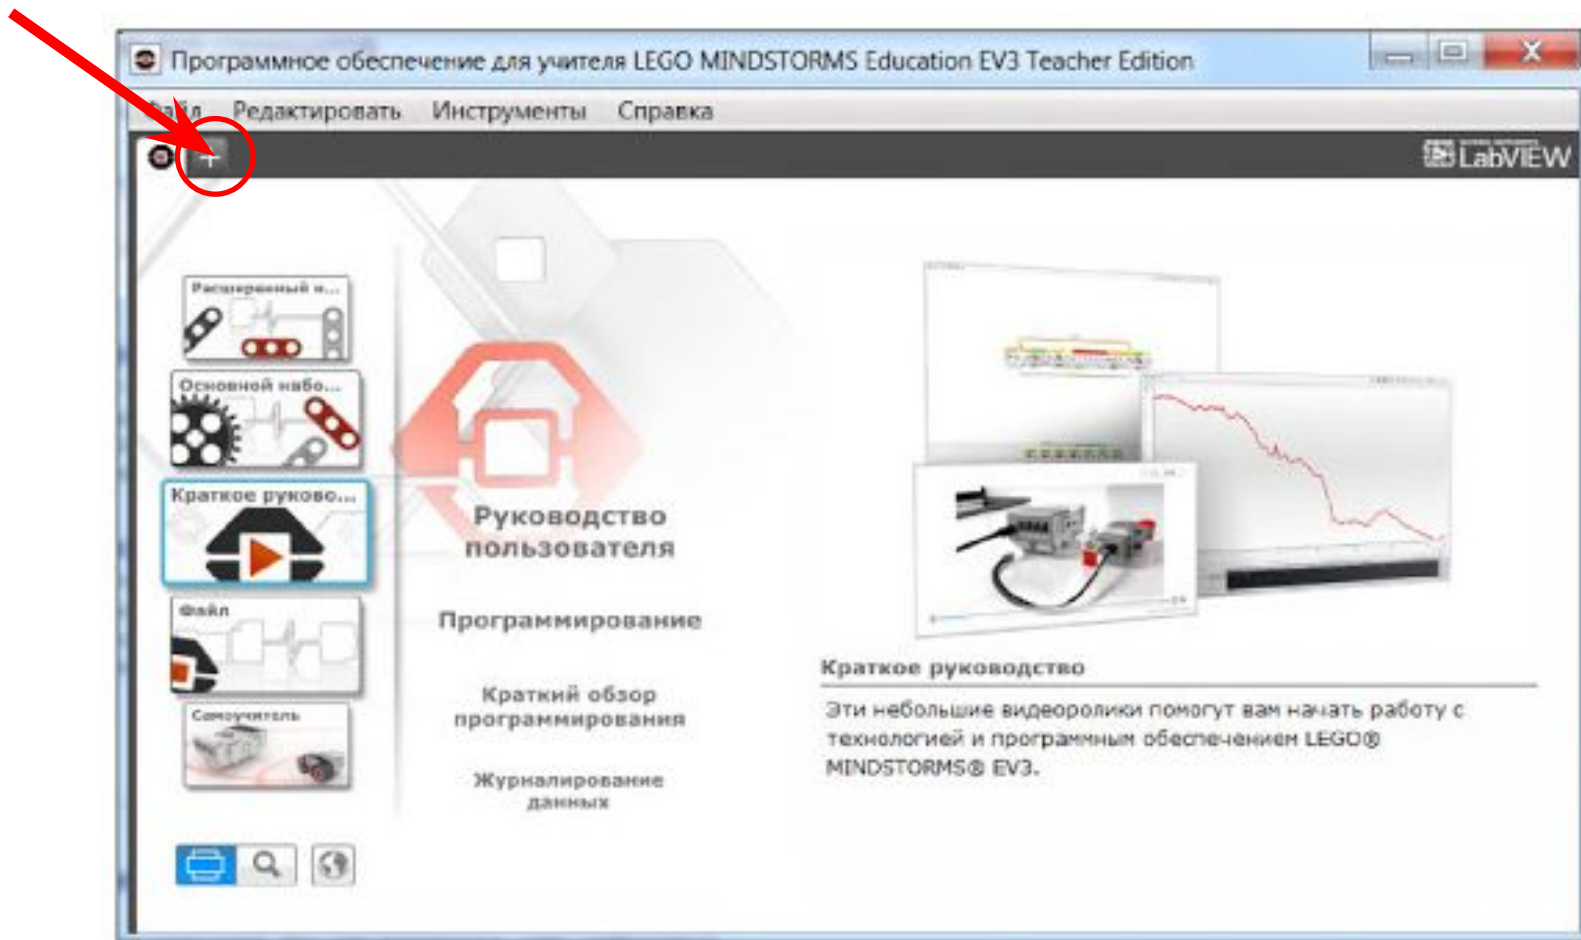 Программное обеспечение для учителя LEGO MINDSTORMS Education EV3 Teacher Edition
Файл Редактировать Инструменты Справка
LabVIEW
Расширенный н...
Основной набо...
Краткое руково...
Файл
Самоучитель
Руководство
пользователя
Программирование
Краткий обзор
программирования
Журналирование
данных
Краткое руководство
Эти небольшие видеоролики помогут вам начать работу с
технологией и программным обеспечением LEGO®
MINDSTORMS® EV3.